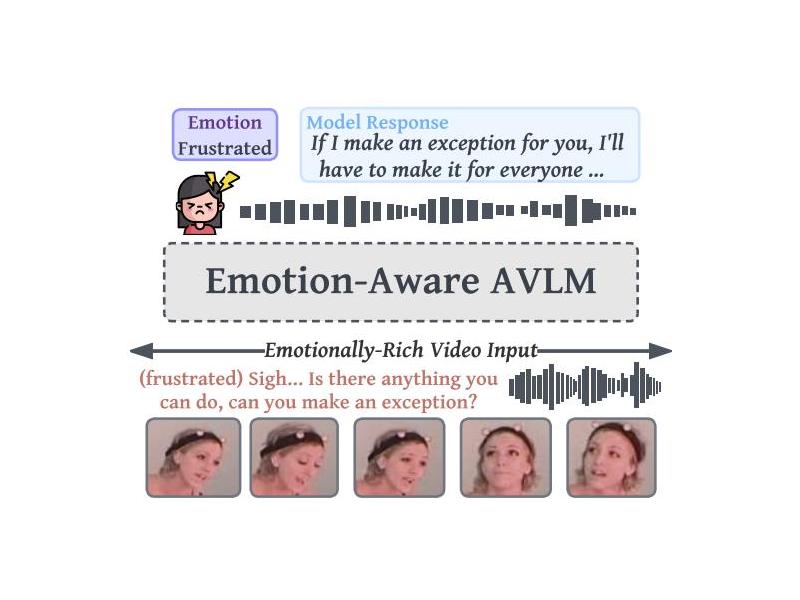 Emotion
Frustrated
Model Response
If I make an exception for you, I'll
have to make it for everyone ...
Emotion-Aware AVLM
Emotionally-Rich Video Input
(frustrated) Sigh... Is there anything you
can do, can you make an exception?